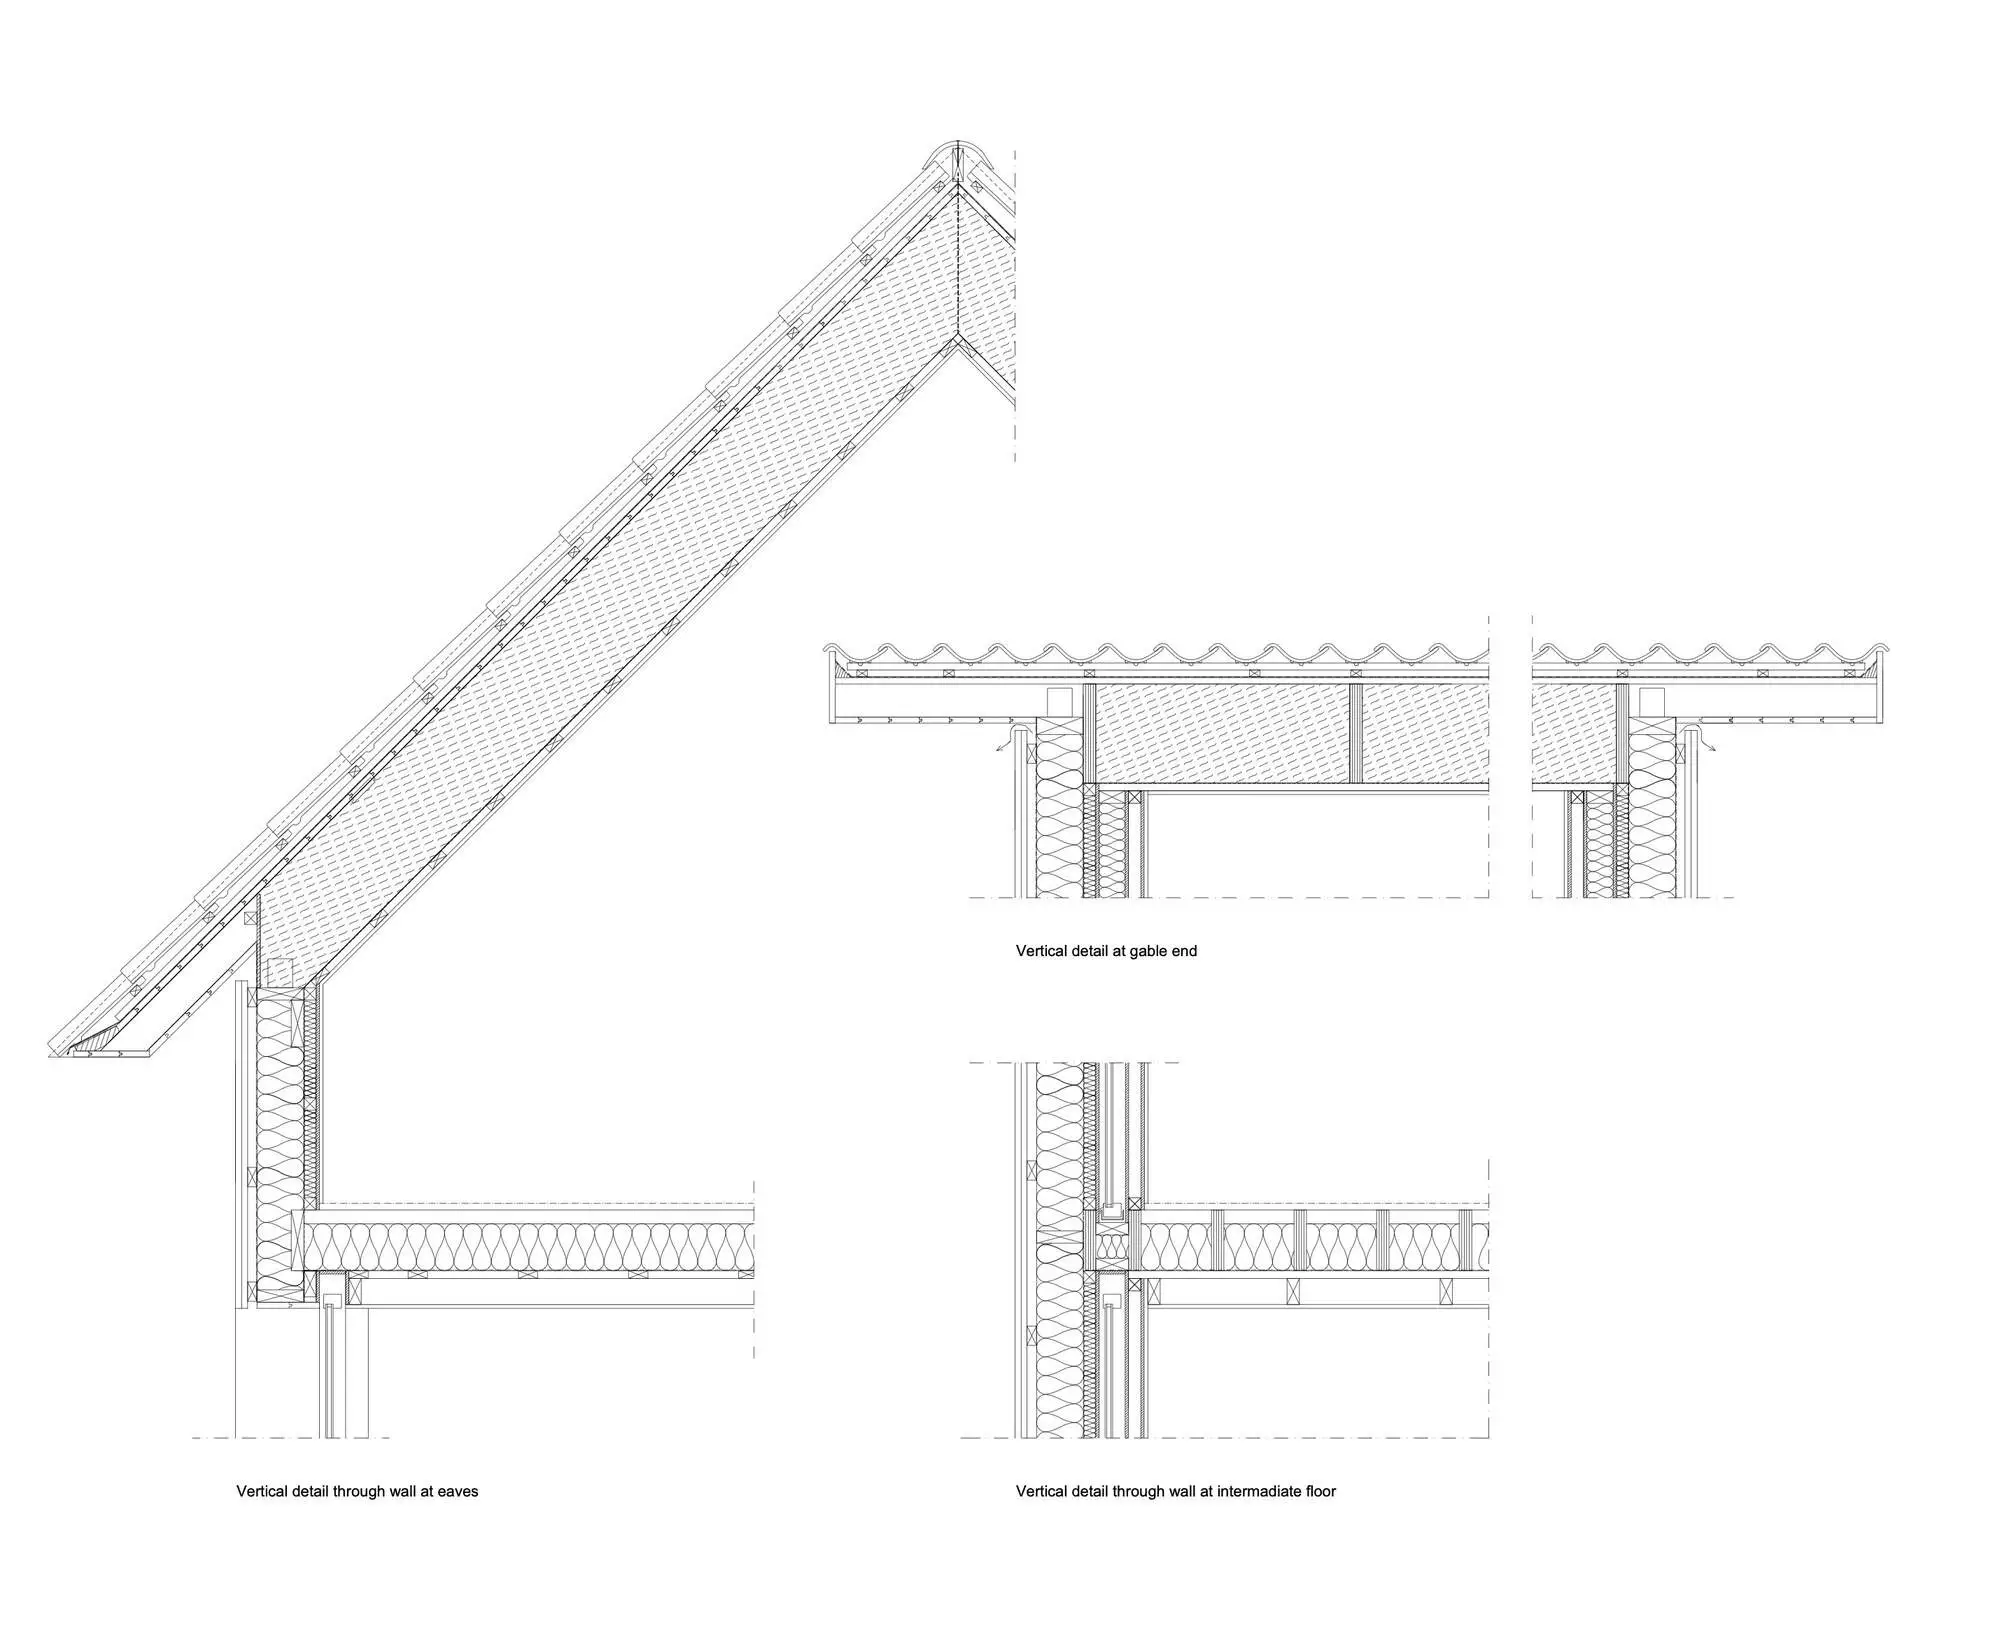 Vertical detail at gable end
Vertical detail through wall at eaves
Vertical detail through wall at intermadiate floor